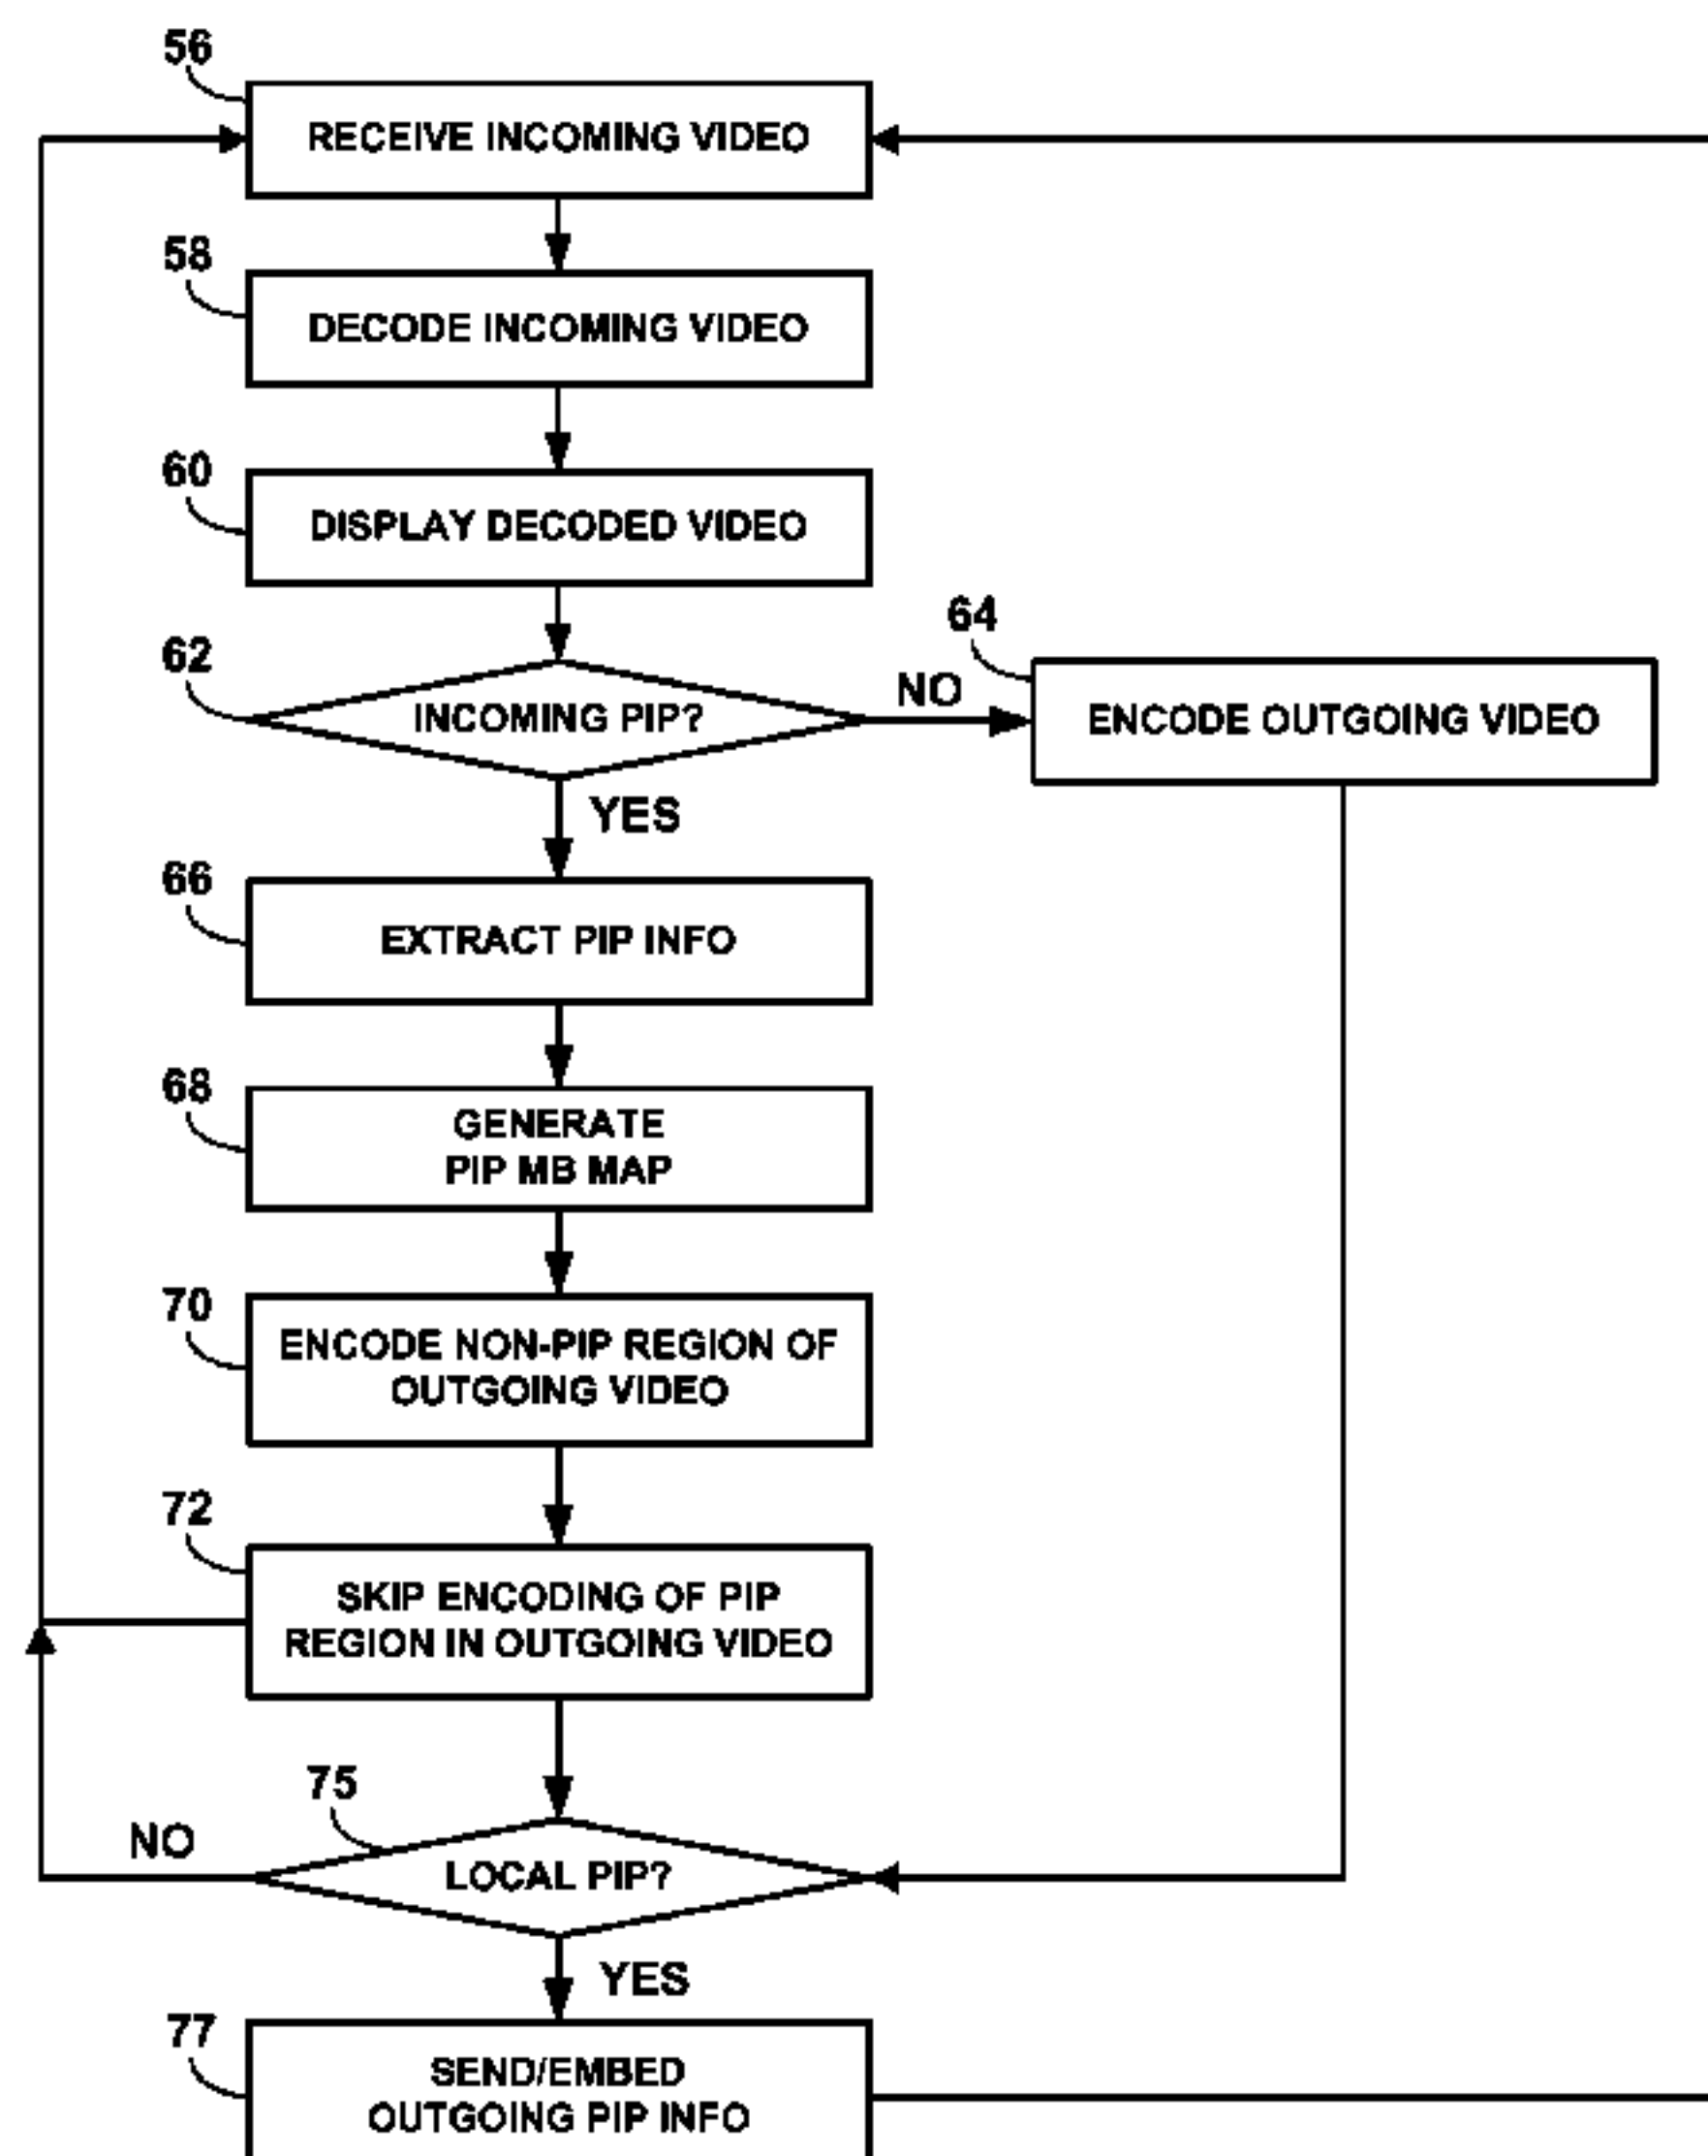 56
RECEIVE INCOMING VIDEO
58
DECODE INCOMING VIDEO
60
DISPLAY DECODED VIDEO
62
INCOMING PIP?
NO
64
ENCODE OUTGOING VIDEO
YES
66
EXTRACT PIP INFO
68
GENERATE
PIP MB MAP
70
ENCODE NON-PIP REGION OF
OUTGOING VIDEO
72
SKIP ENCODING OF PIP
REGION IN OUTGOING VIDEO
75
NO
LOCAL PIP?
YES
77
SEND/EMBED
OUTGOING PIP INFO